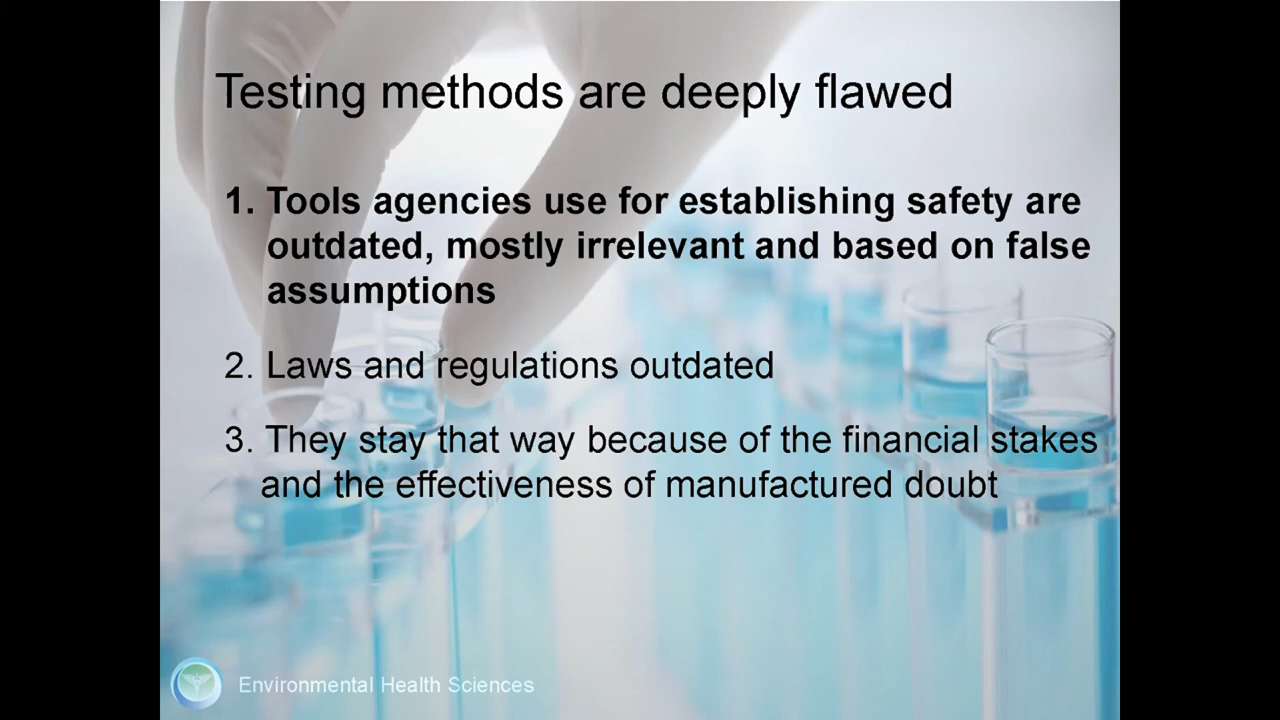 Testing methods are deeply flawed
1. Tools agencies use for establishing safety are
outdated, mostly irrelevant and based on false
assumptions
2. Laws and regulations outdated
3. They stay that way because of the financial stakes
and the effectiveness of manufactured doubt
Environmental Health Sciences